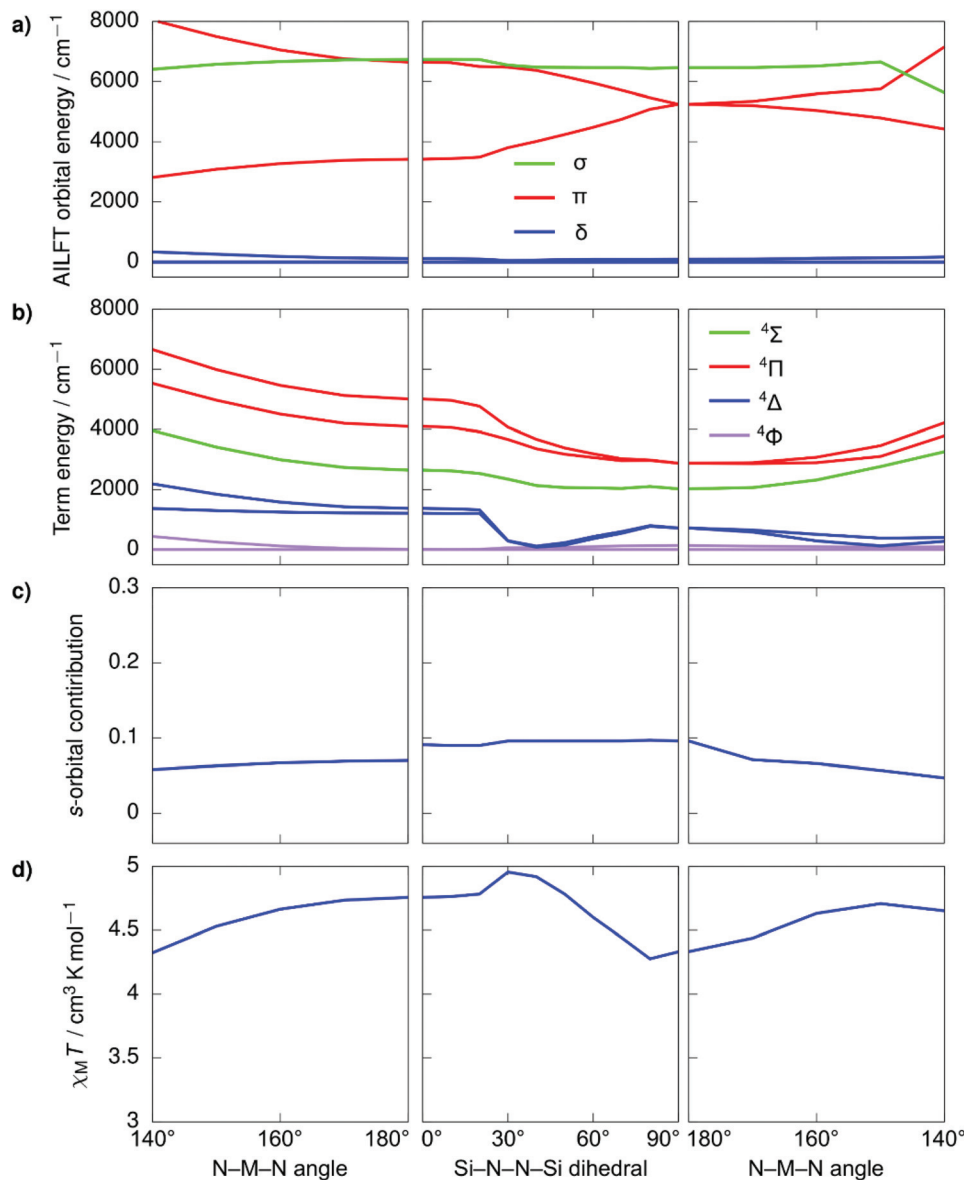 a)
8000
6000
4000
2000
0
AILFT orbital energy / cm−1
σ
π
δ
b)
8000
6000
4000
2000
0
Term energy / cm−1
4Σ
4Π
4Δ
4Φ
c)
0.3
0.2
0.1
0
s-orbital contiribution
d)
5
4.5
4
3.5
3
χMT / cm3 K mol−1
140° 160° 180° 0° 30° 60° 90° 180° 160° 140°
N–M–N angle Si–N–N–Si dihedral N–M–N angle